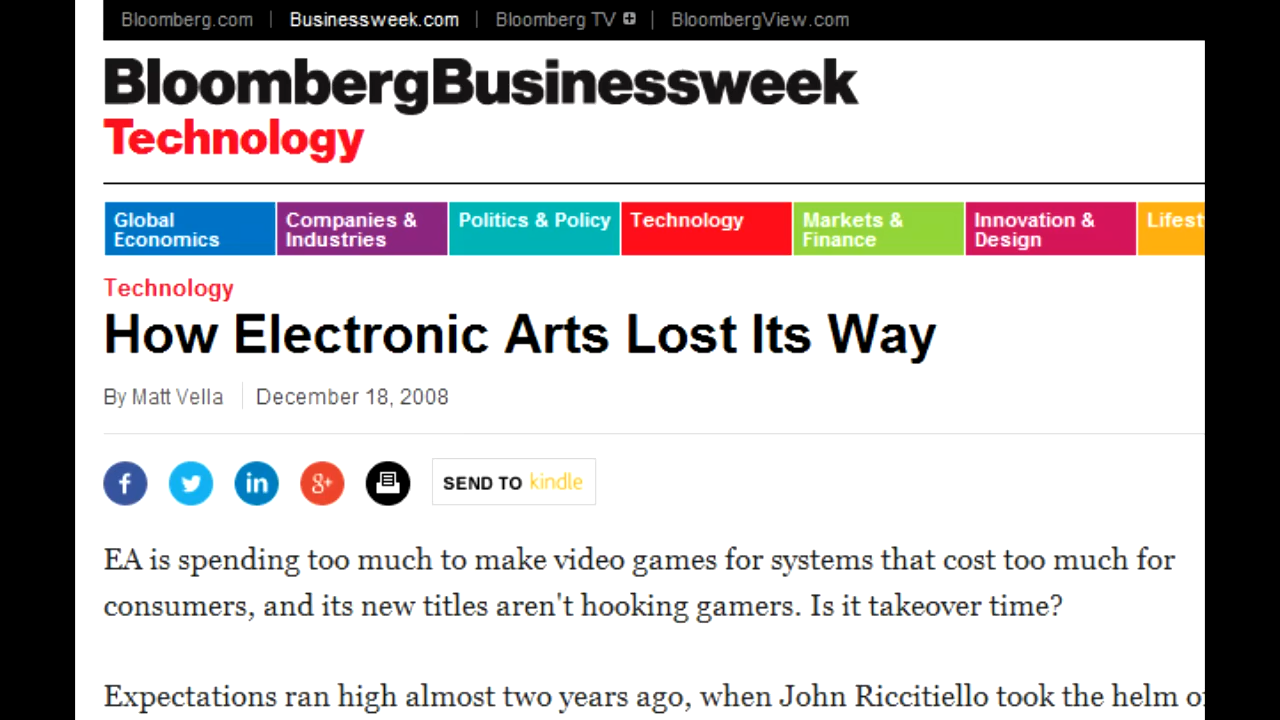 Bloomberg.com | Businessweek.com | Bloomberg TV | BloombergView.com
BloombergBusinessweek
Technology
Global Economics
Companies & Industries
Politics & Policy
Technology
Markets & Finance
Innovation & Design
Technology
How Electronic Arts Lost Its Way
By Matt Vella | December 18, 2008
f in 8+ SEND TO kindle
EA is spending too much to make video games for systems that cost too much for
consumers, and its new titles aren't hooking gamers. Is it takeover time?
Expectations ran high almost two years ago, when John Riccitiello took the helm